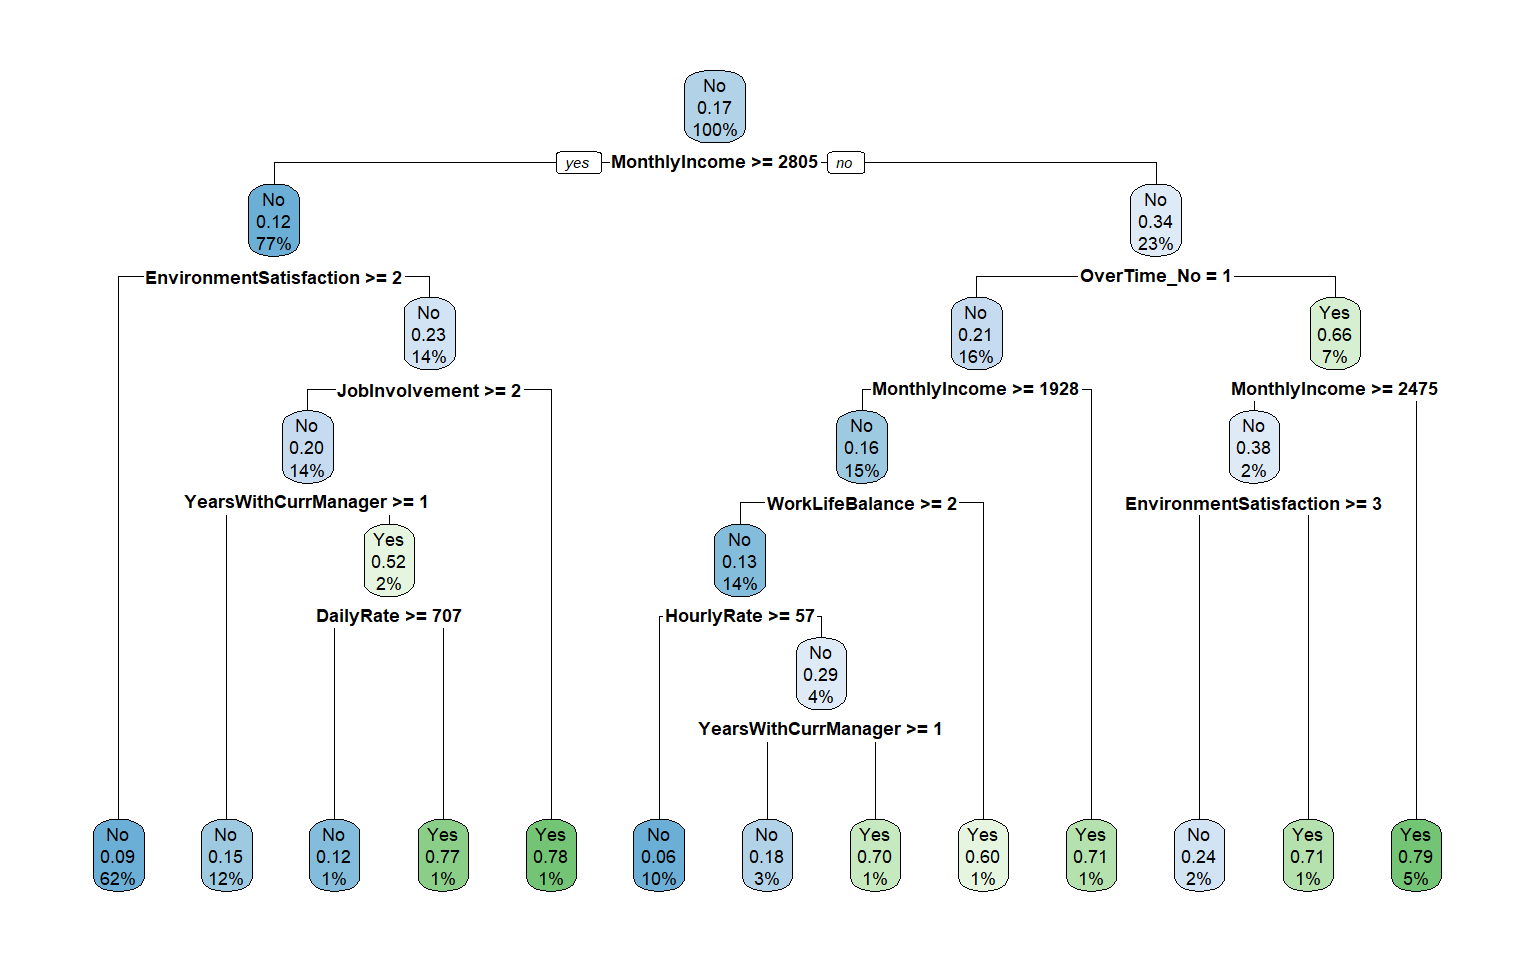 No
0.17
100%
yes MonthlyIncome >= 2805 no
No
0.12
77%
No
0.34
23%
EnvironmentSatisfaction >= 2
OverTime_No = 1
No
0.23
14%
No
0.21
16%
Yes
0.66
7%
JobInvolvement >= 2
MonthlyIncome >= 1928
MonthlyIncome >= 2475
No
0.20
14%
No
0.16
15%
No
0.38
2%
YearsWithCurrManager >= 1
WorkLifeBalance >= 2
EnvironmentSatisfaction >= 3
Yes
0.52
2%
No
0.13
14%
DailyRate >= 707
HourlyRate >= 57
No
0.29
4%
YearsWithCurrManager >= 1
No
0.09
62%
No
0.15
12%
No
0.12
1%
Yes
0.77
1%
Yes
0.78
1%
No
0.06
10%
No
0.18
3%
Yes
0.70
1%
Yes
0.60
1%
Yes
0.71
1%
No
0.24
2%
Yes
0.71
1%
Yes
0.79
5%